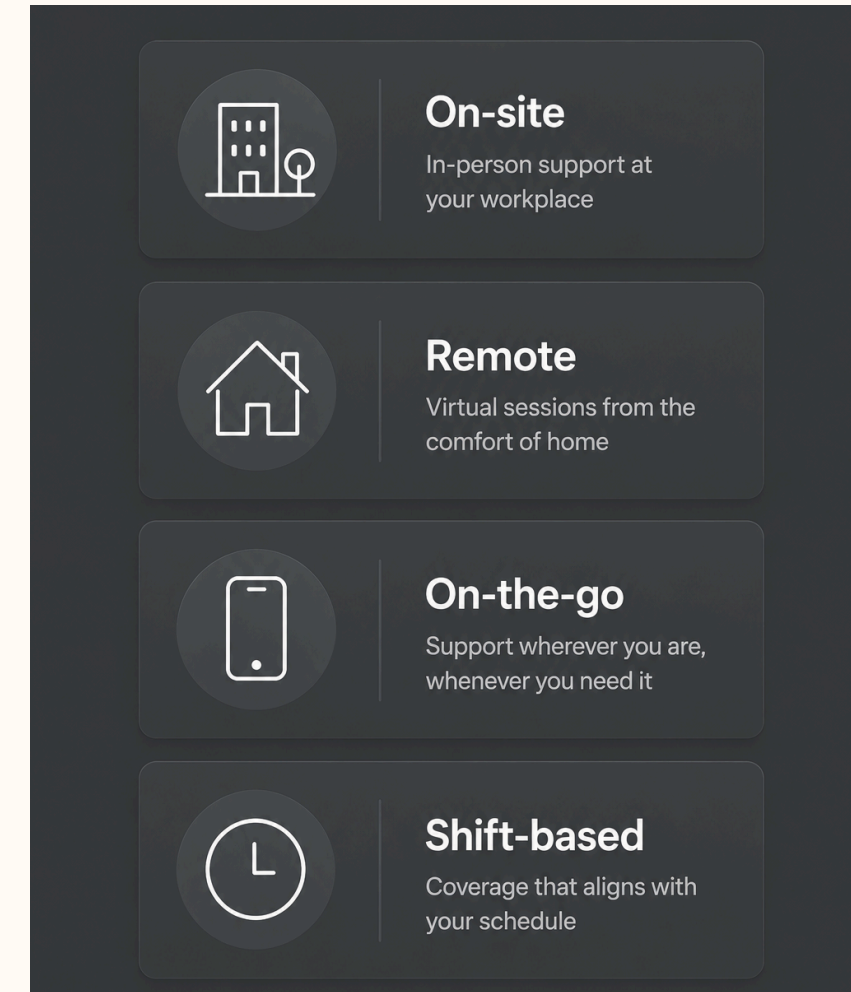 On-site
In-person support at
your workplace
Remote
Virtual sessions from the
comfort of home
On-the-go
Support wherever you are,
whenever you need it
Shift-based
Coverage that aligns with
your schedule